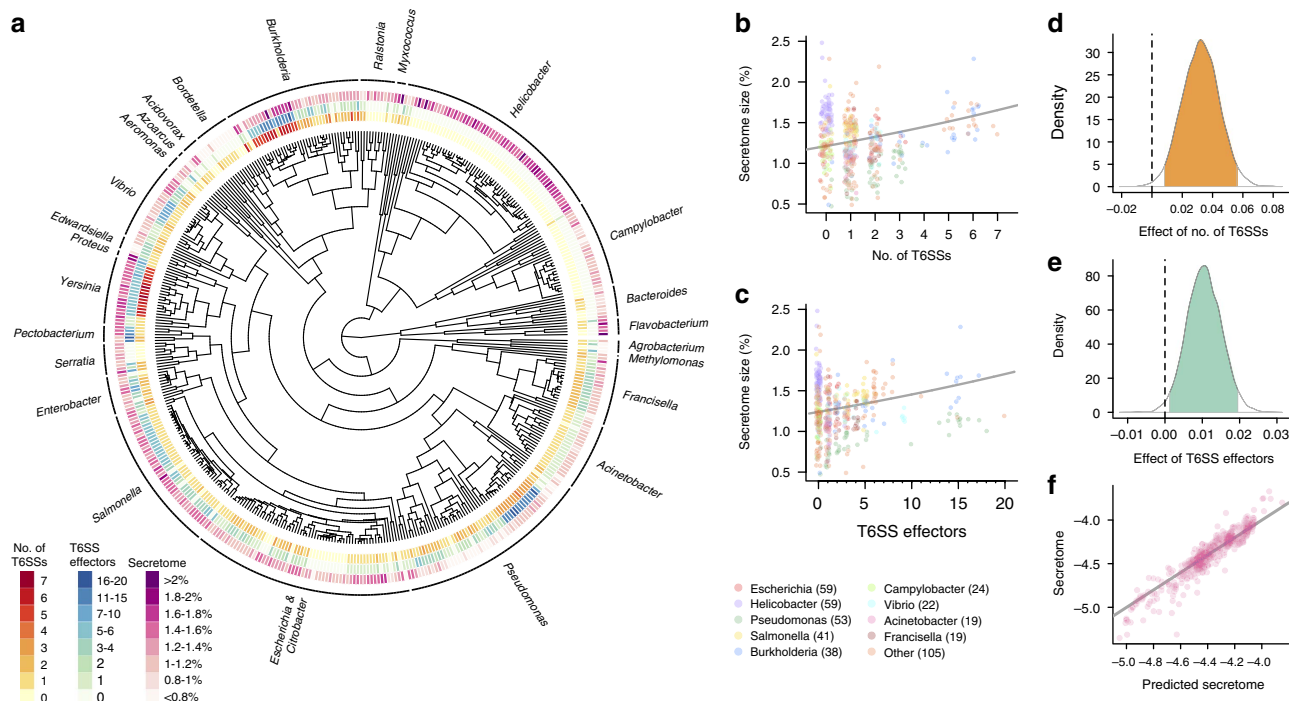 a
Burkholderia
Ralstonia
Myxococcus
Helicobacter
Bordetella
Acidovorax
Azoarcus
Aeromonas
Vibrio
Edwardsiella
Proteus
Yersinia
Pectobacterium
Serratia
Enterobacter
Salmonella
Escherichia &
Citrobacter
Pseudomonas
Acinetobacter
Francisella
Methylomonas
Agrobacterium
Flavobacterium
Bacteroides
Campylobacter
No. of T6SSs
7
6
5
4
3
2
1
0
T6SS effectors
16-20
11-15
7-10
5-6
3-4
2
1
0
Secretome
>2%
1.8-2%
1.6-1.8%
1.4-1.6%
1.2-1.4%
1-1.2%
0.8-1%
<0.8%
b
Secretome size (%)
2.5
2.0
1.5
1.0
0.5
0 1 2 3 4 5 6 7
No. of T6SSs
c
Secretome size (%)
2.5
2.0
1.5
1.0
0.5
0 5 10 15 20
T6SS effectors
Escherichia (59)
Helicobacter (59)
Pseudomonas (53)
Salmonella (41)
Burkholderia (38)
Campylobacter (24)
Vibrio (22)
Acinetobacter (19)
Francisella (19)
Other (105)
d
Density
30
25
20
15
10
5
0
−0.02 0.02 0.04 0.06 0.08
Effect of no. of T6SSs
e
Density
80
60
40
20
0
−0.01 0.00 0.01 0.02 0.03
Effect of T6SS effectors
f
Secretome
−4.0
−4.5
−5.0
−5.0 −4.8 −4.6 −4.4 −4.2 −4.0
Predicted secretome